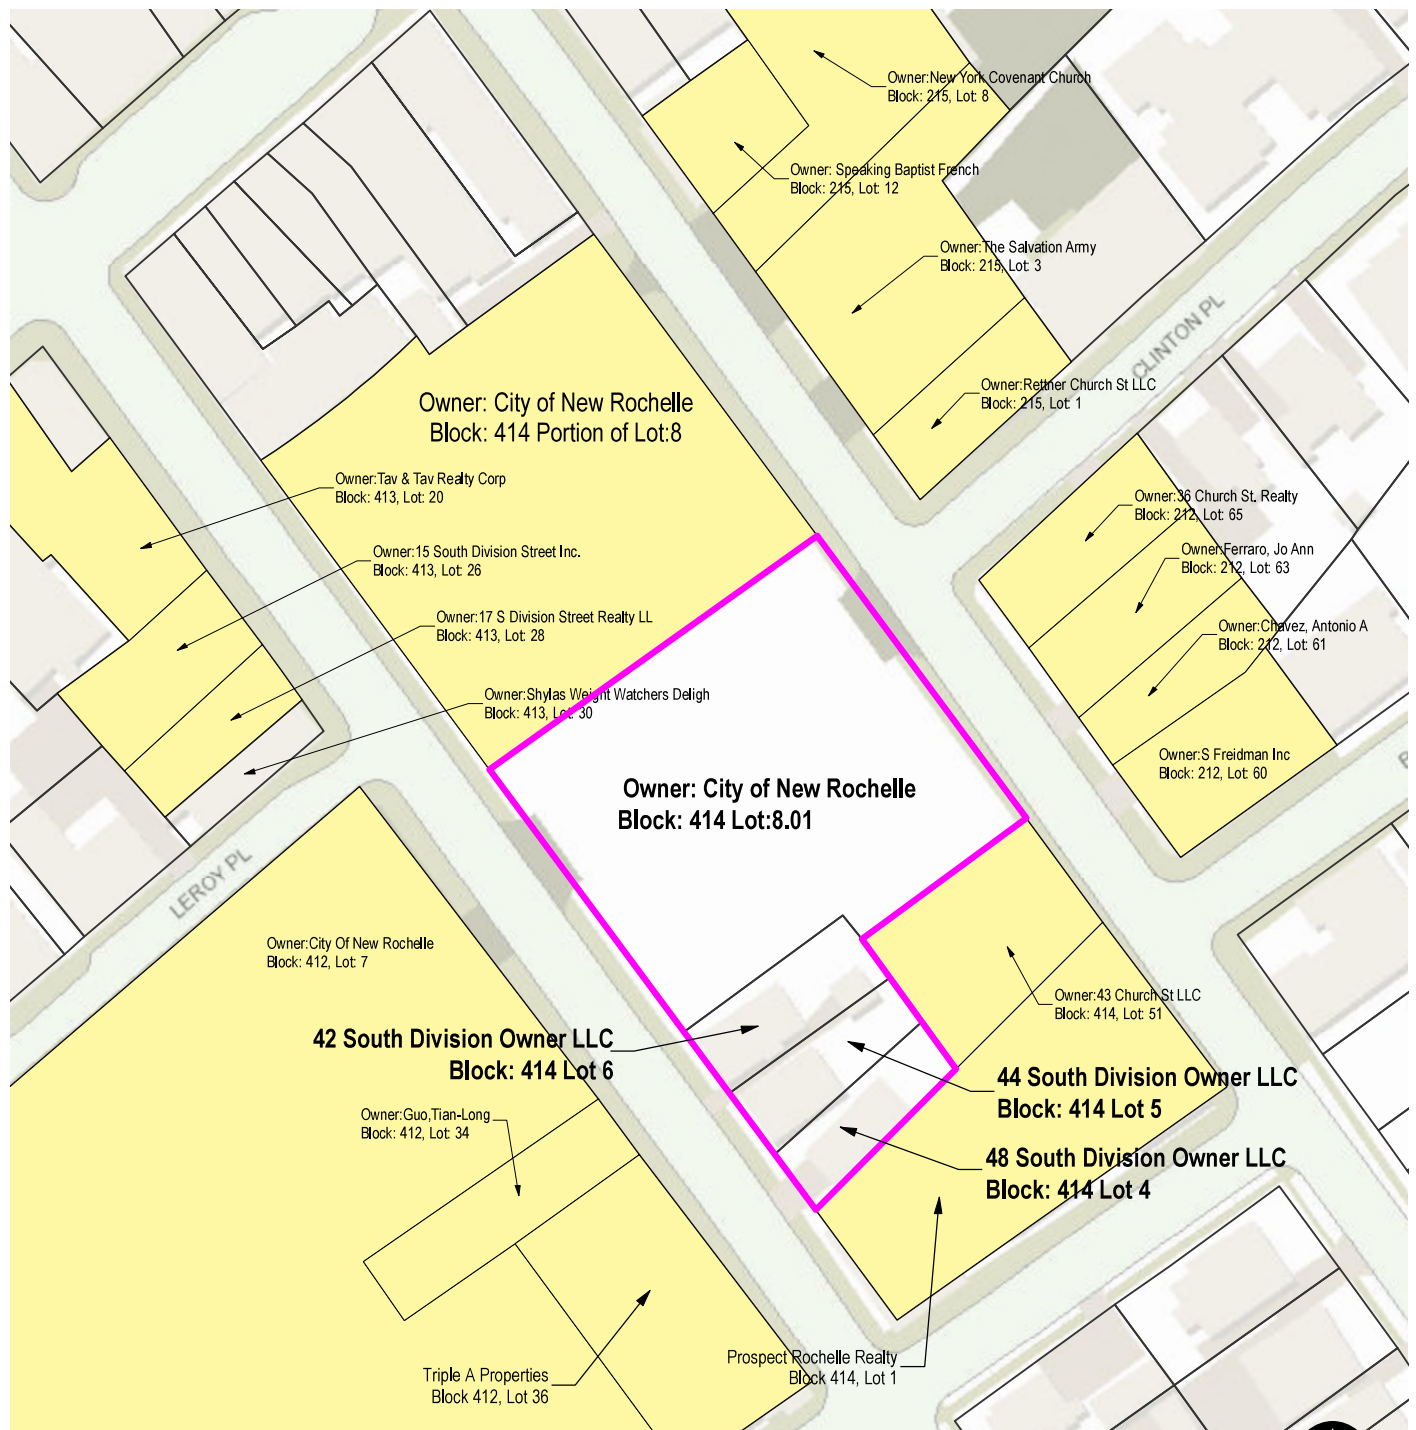 Owner:New York Covenant Church
Block: 215, Lot: 8
Owner: Speaking Baptist French
Block: 215, Lot: 12
Owner:The Salvation Army
Block: 215, Lot: 3
CLINTON PL
Owner:Rettner Church St LLC
Block: 215, Lot: 1
Owner: City of New Rochelle
Block: 414 Portion of Lot:8
Owner:Tav & Tav Realty Corp
Block: 413, Lot: 20
Owner:36 Church St. Realty
Block: 212, Lot: 65
Owner:15 South Division Street Inc.
Block: 413, Lot: 26
Owner:Ferraro, Jo Ann
Block: 212, Lot: 63
Owner:17 S Division Street Realty LL
Block: 413, Lot: 28
Owner:Chavez, Antonio A
Block: 212, Lot: 61
Owner:Shylas Weight Watchers Deligh
Block: 413, Lot: 30
Owner:S Freidman Inc
Block: 212, Lot: 60
Owner: City of New Rochelle
Block: 414 Lot:8.01
LEROY PL
Owner:City Of New Rochelle
Block: 412, Lot: 7
Owner:43 Church St LLC
Block: 414, Lot: 51
42 South Division Owner LLC
Block: 414 Lot 6
44 South Division Owner LLC
Block: 414 Lot 5
Owner:Guo,Tian-Long
Block: 412, Lot: 34
48 South Division Owner LLC
Block: 414 Lot 4
Prospect Rochelle Realty
Block 414, Lot 1
Triple A Properties
Block 412, Lot 36